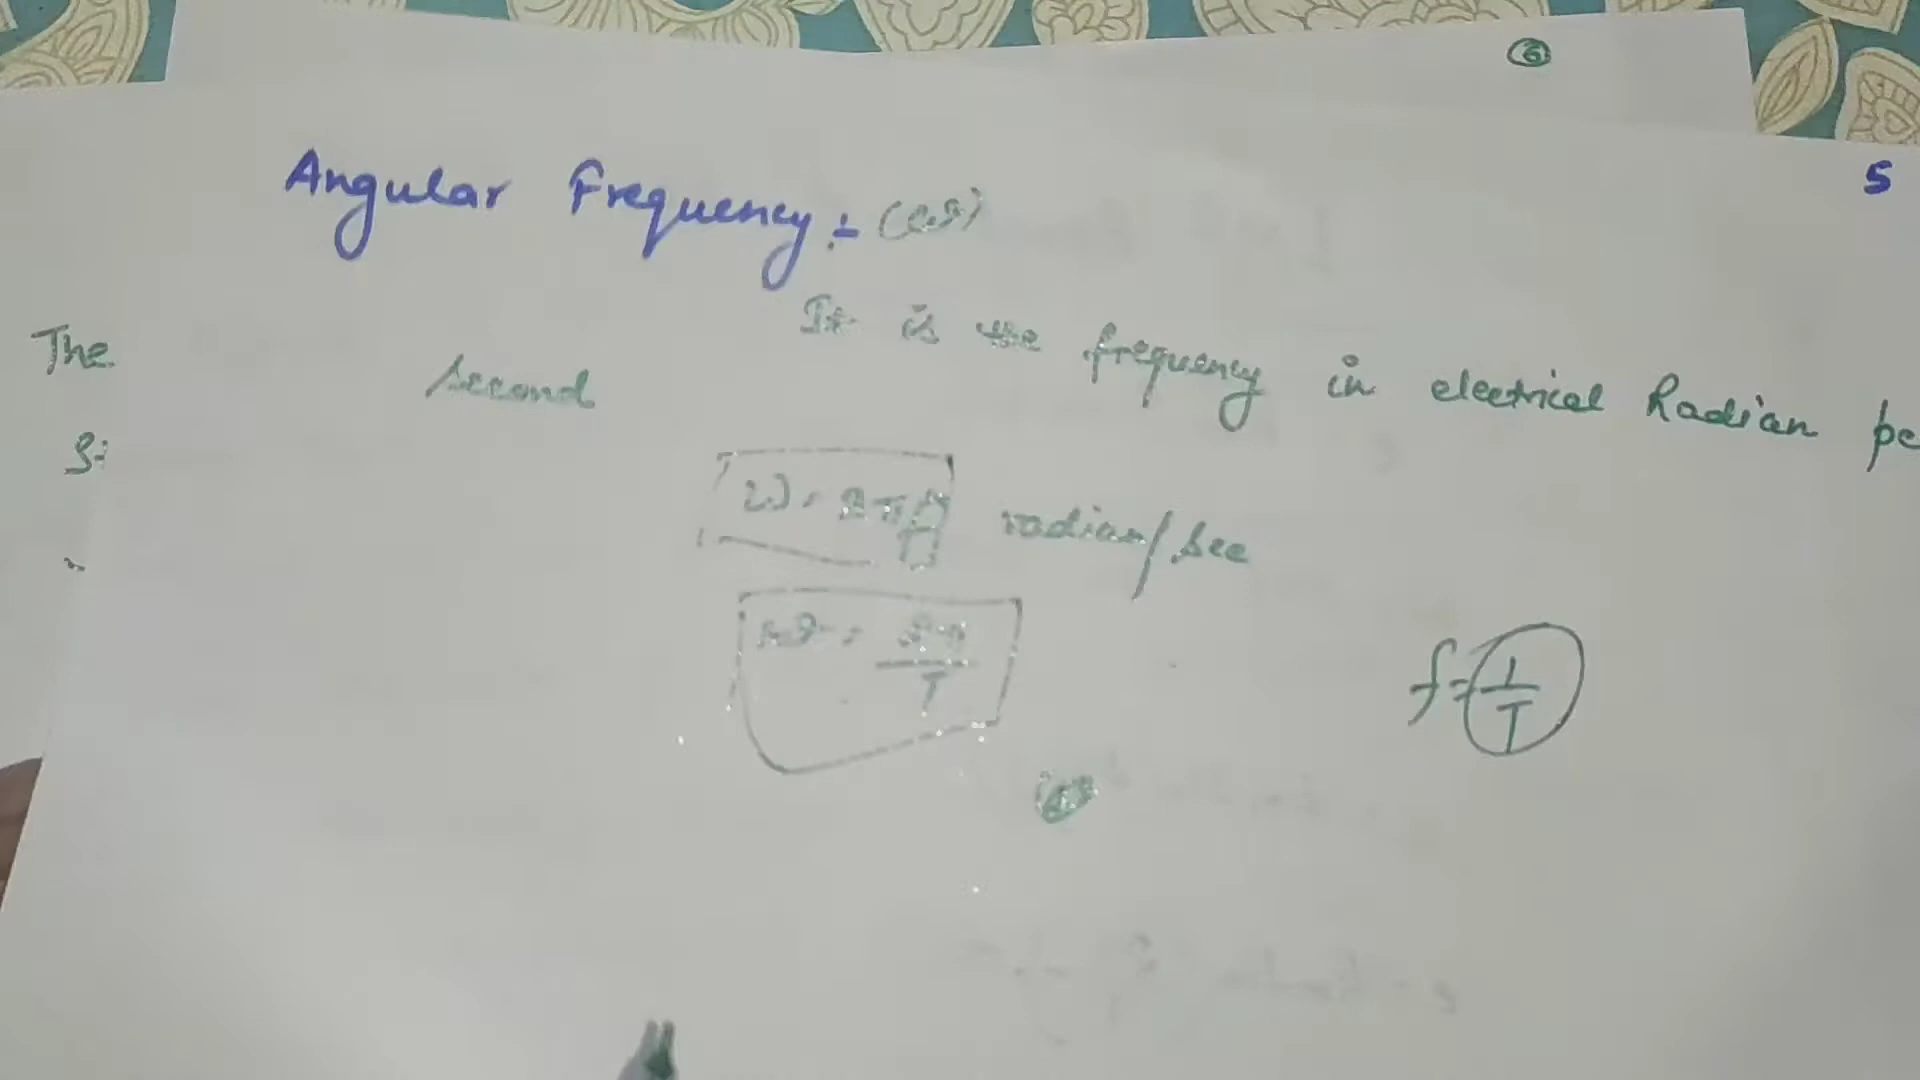 6
5
Angular Frequency :- (ω)
It is the frequency in electrical Radian pe
The
second
ω = 2πf radian/sec
ω = 2π/T
f = 1/T